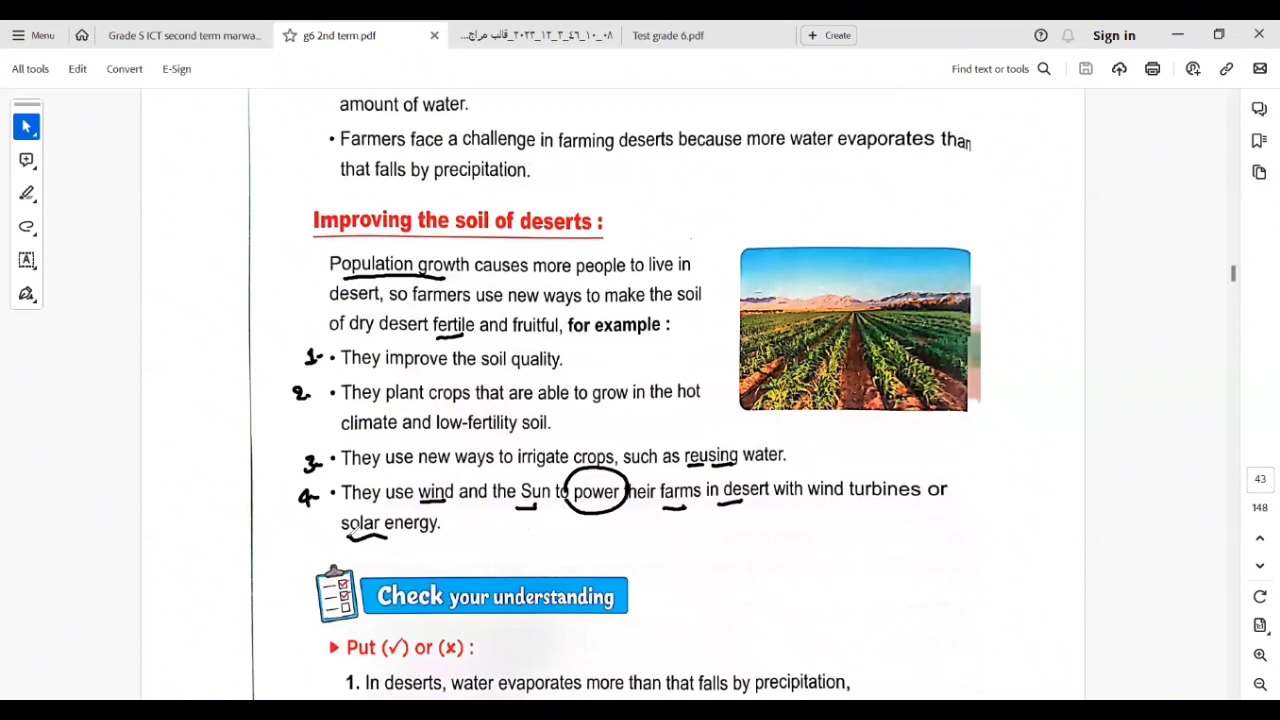 Menu
Grade 5 ICT second term marwa...
g6 2nd term.pdf
Test grade 6.pdf
Create
Sign in
All tools
Edit
Convert
E-Sign
Find text or tools
amount of water.
• Farmers face a challenge in farming deserts because more water evaporates than
that falls by precipitation.
Improving the soil of deserts :
Population growth causes more people to live in
desert, so farmers use new ways to make the soil
of dry desert fertile and fruitful, for example :
1- • They improve the soil quality.
2- • They plant crops that are able to grow in the hot
climate and low-fertility soil.
3- • They use new ways to irrigate crops, such as reusing water.
4- • They use wind and the Sun to power their farms in desert with wind turbines or
solar energy.
Check your understanding
Put (✓) or (x) :
1. In deserts, water evaporates more than that falls by precipitation,
43
148